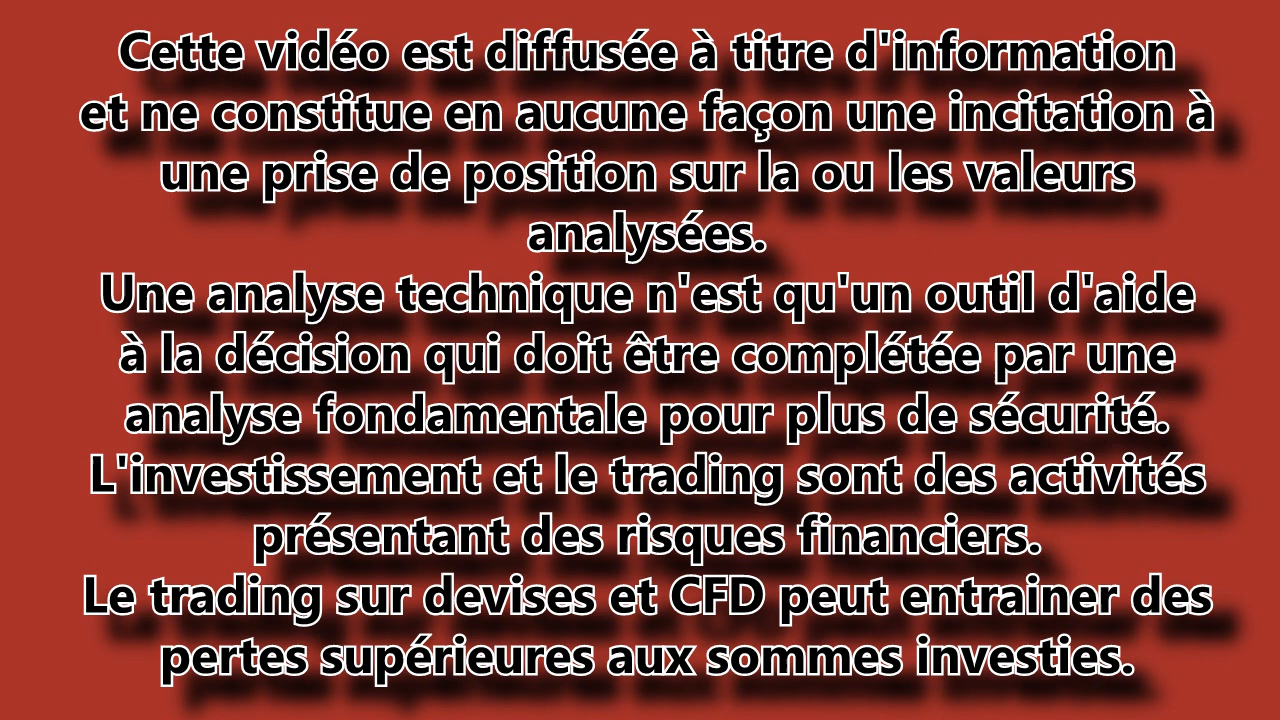 Cette vidéo est diffusée à titre d'information
et ne constitue en aucune façon une incitation à
une prise de position sur la ou les valeurs
analysées.
Une analyse technique n'est qu'un outil d'aide
à la décision qui doit être complétée par une
analyse fondamentale pour plus de sécurité.
L'investissement et le trading sont des activités
présentant des risques financiers.
Le trading sur devises et CFD peut entrainer des
pertes supérieures aux sommes investies.